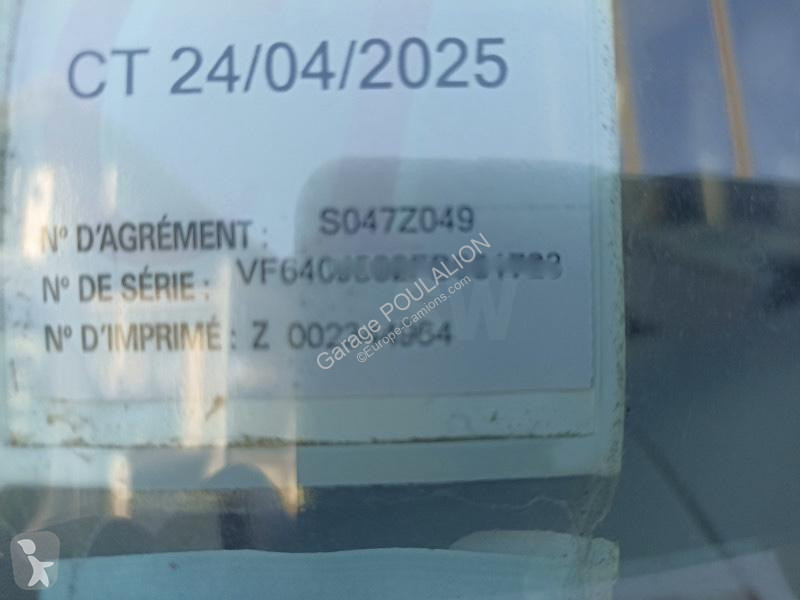 CT 24/04/2025
N° D'AGRÉMENT : S047Z049
N° DE SÉRIE :
N° D'IMPRIMÉ : Z
Garage POULALION
©Europe-Camions.com